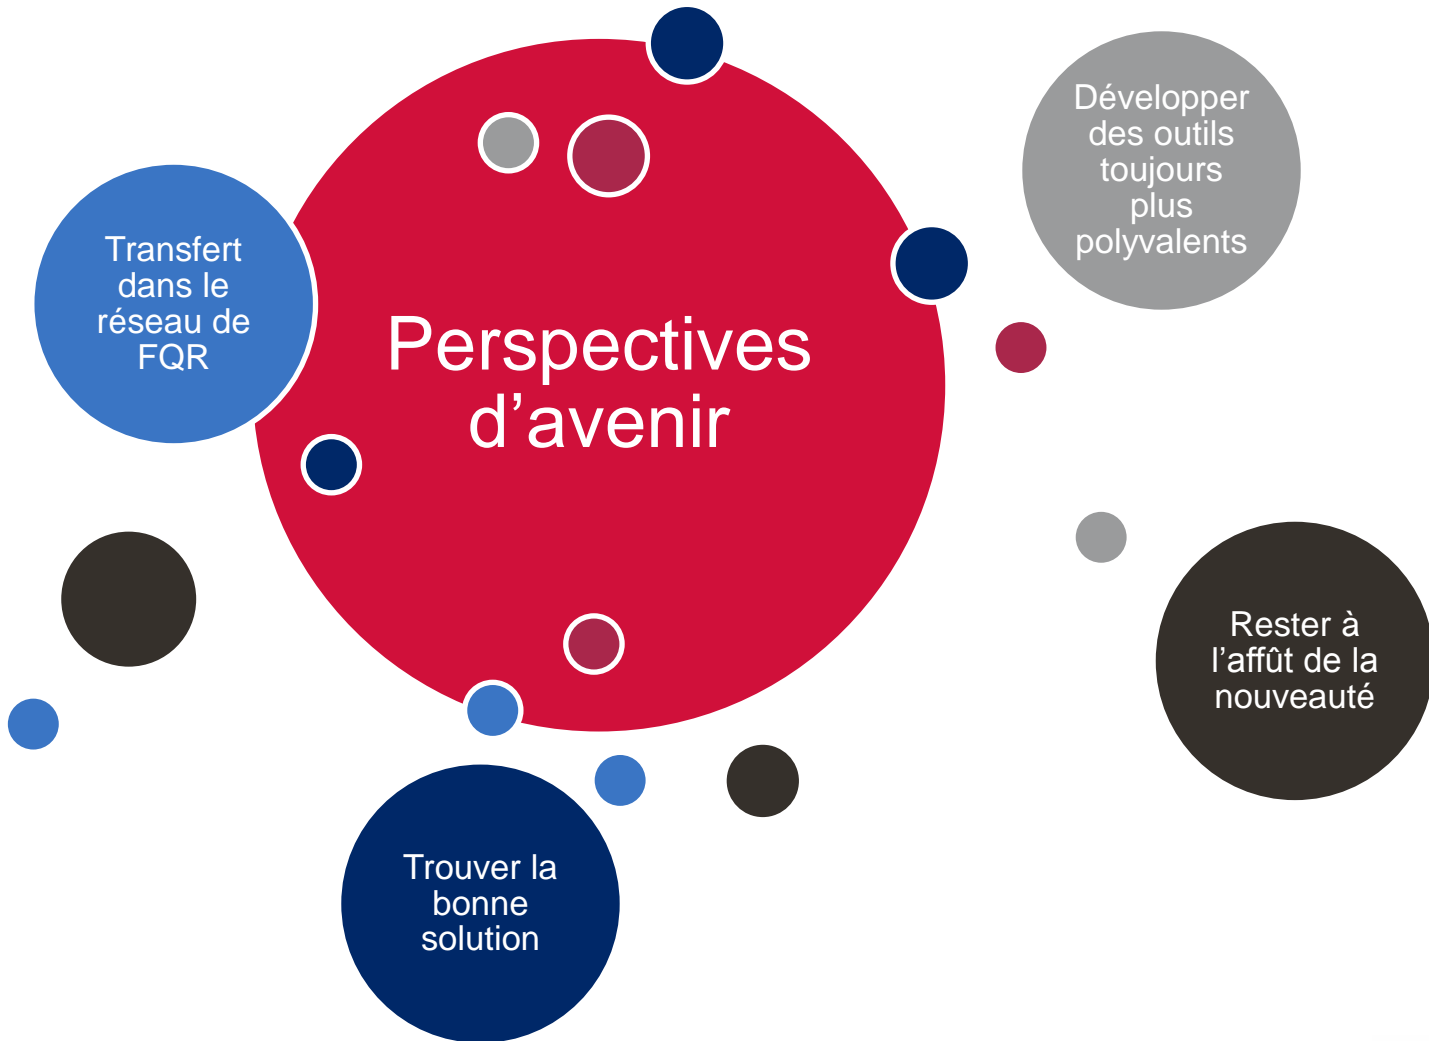 Perspectives
d’avenir
Transfert
dans le
réseau de
FQR
Développer
des outils
toujours
plus
polyvalents
Rester à
l’affût de la
nouveauté
Trouver la
bonne
solution